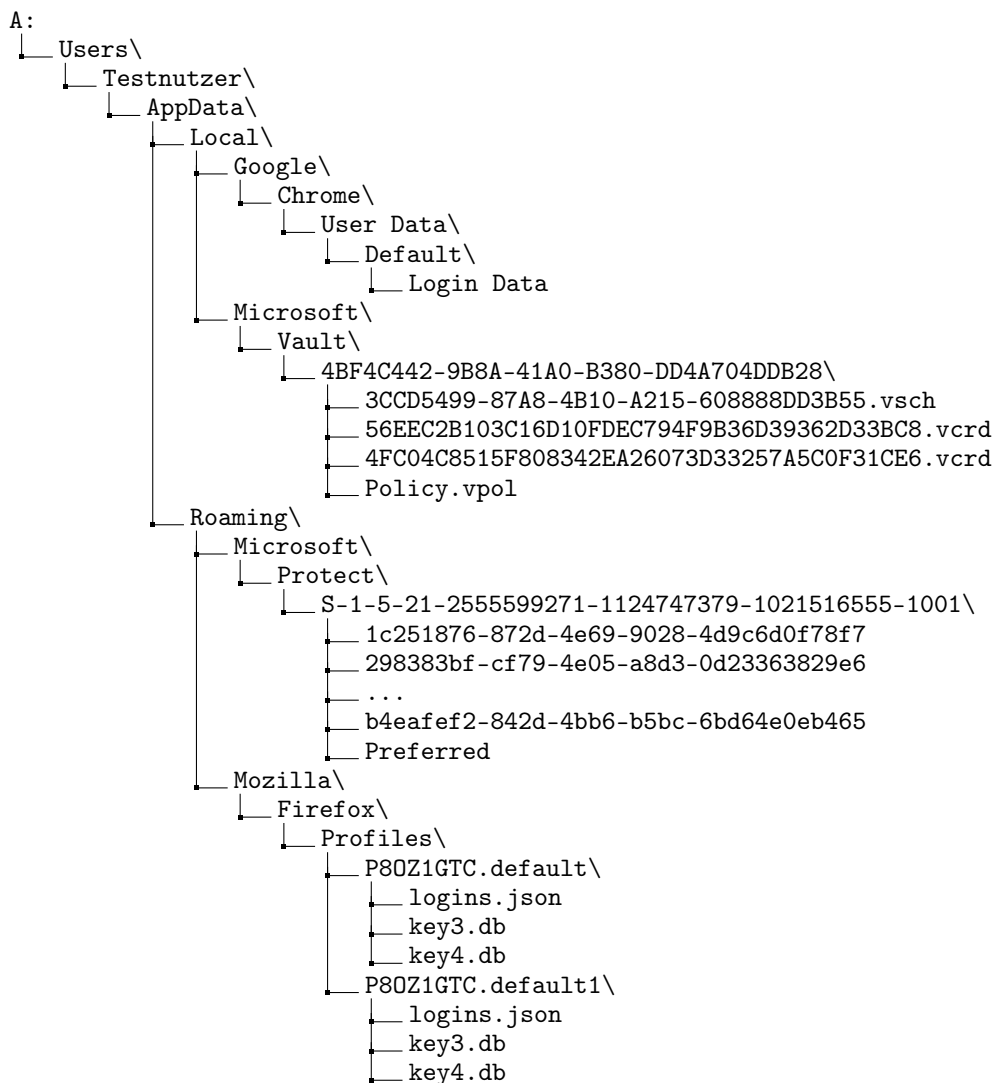 A:
Users\
Testnutzer\
AppData\
Local\
Google\
Chrome\
User Data\
Default\
Login Data
Microsoft\
Vault\
4BF4C442-9B8A-41A0-B380-DD4A704DDB28\
3CCD5499-87A8-4B10-A215-608888DD3B55.vsch
56EEC2B103C16D10FDEC794F9B36D39362D33BC8.vcrd
4FC04C8515F808342EA26073D33257A5C0F31CE6.vcrd
Policy.vpol
Roaming\
Microsoft\
Protect\
S-1-5-21-2555599271-1124747379-1021516555-1001\
1c251876-872d-4e69-9028-4d9c6d0f78f7
298383bf-cf79-4e05-a8d3-0d23363829e6
...
b4eafef2-842d-4bb6-b5bc-6bd64e0eb465
Preferred
Mozilla\
Firefox\
Profiles\
P8OZ1GTC.default\
logins.json
key3.db
key4.db
P8OZ1GTC.default1\
logins.json
key3.db
key4.db